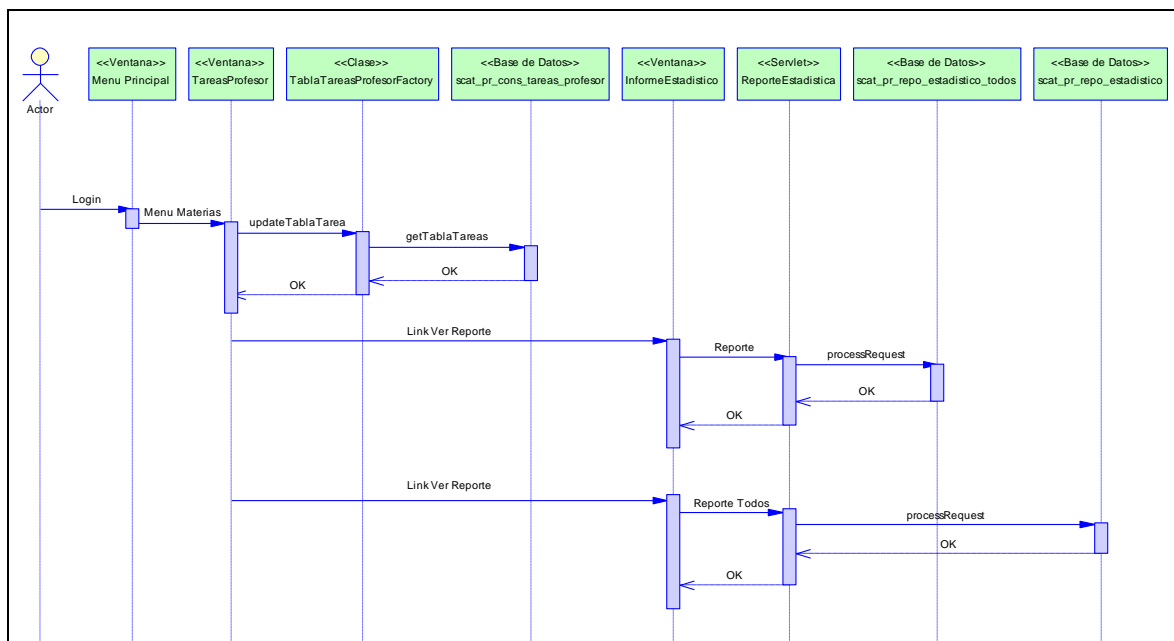 <<Ventana>>
Menu Principal
<<Ventana>>
TareasProfesor
<<Clase>>
TablaTareasProfesorFactory
<<Base de Datos>>
scat_pr_cons_tareas_profesor
<<Ventana>>
InformeEstadistico
<<Servlet>>
ReporteEstadistica
<<Base de Datos>>
scat_pr_repo_estadistico_todos
<<Base de Datos>>
scat_pr_repo_estadistico
Actor
Login
Menu Materias
updateTablaTarea
getTablaTareas
OK
OK
Link Ver Reporte
Reporte
processRequest
OK
OK
Link Ver Reporte
Reporte Todos
processRequest
OK
OK